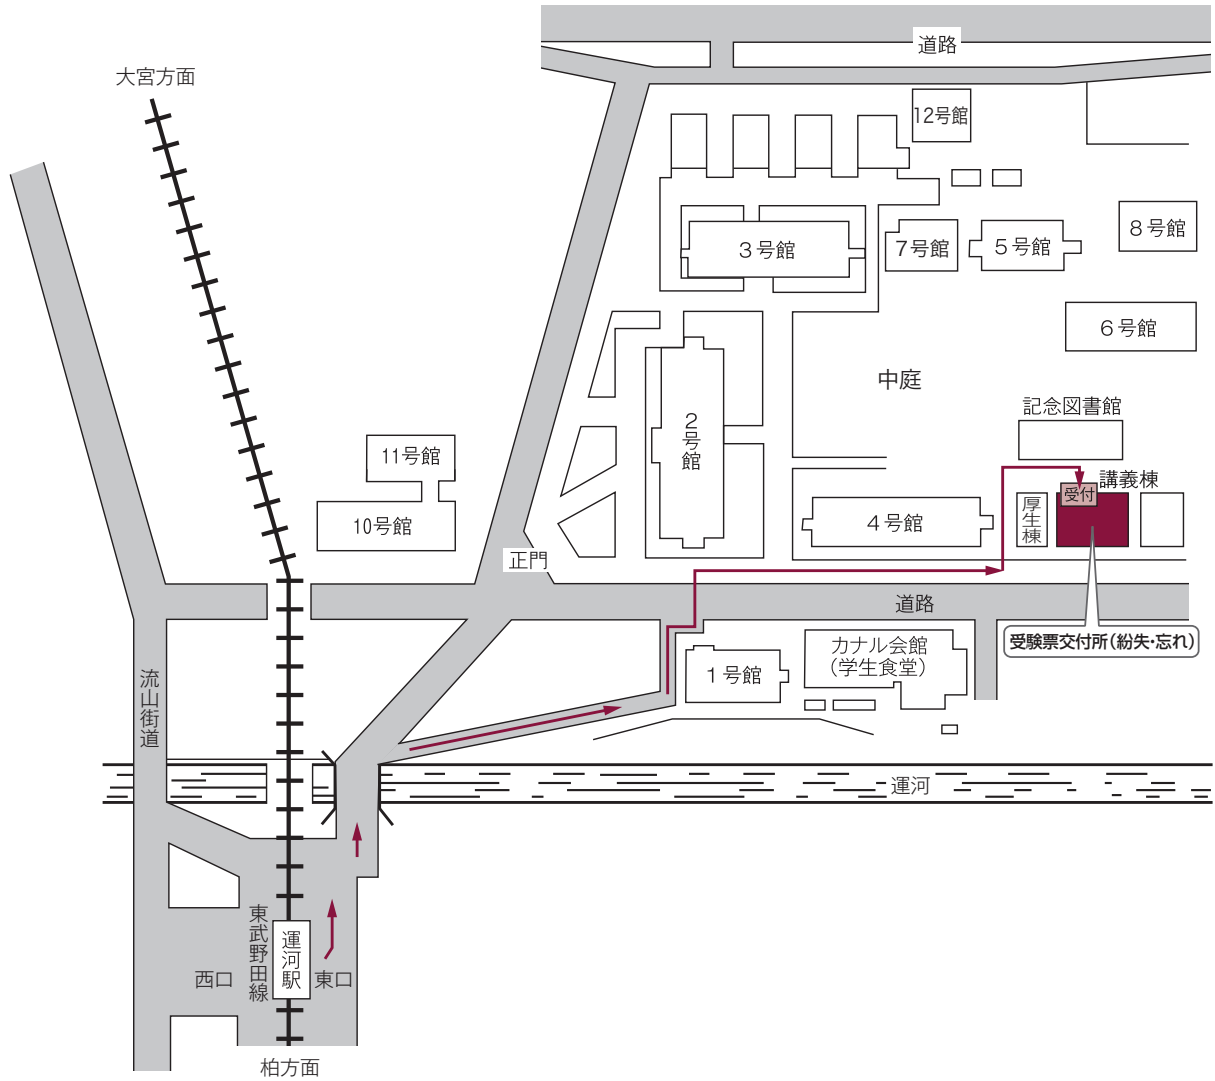 道路
大宮方面
12号館
8号館
3号館
7号館
5号館
6号館
中庭
記念図書館
2号館
11号館
10号館
講義棟
受付
厚生棟
4号館
正門
道路
受験票交付所(紛失・忘れ)
カナル会館
(学生食堂)
1号館
流山街道
運河
東武野田線
運河駅
西口
東口
柏方面